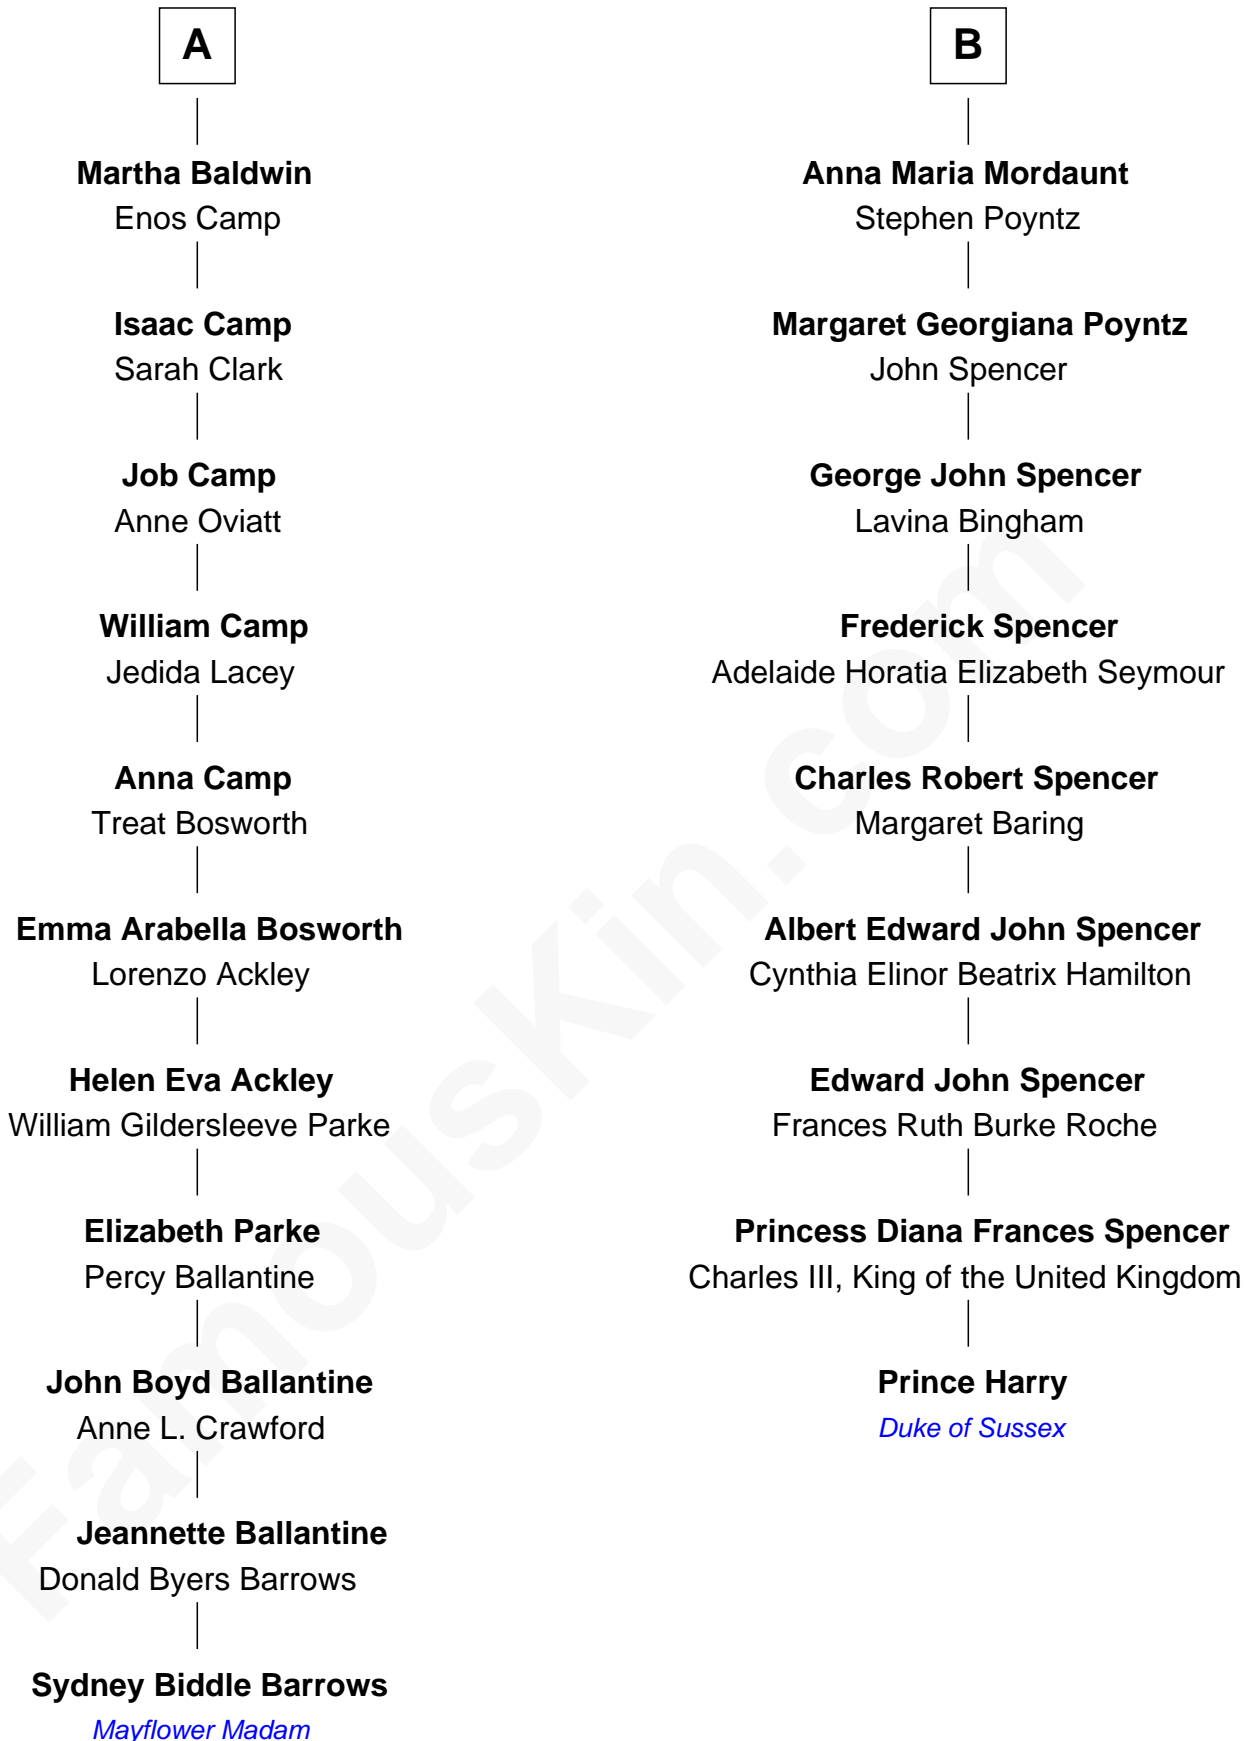 A
Martha Baldwin
Enos Camp
Isaac Camp
Sarah Clark
Job Camp
Anne Oviatt
William Camp
Jedida Lacey
Anna Camp
Treat Bosworth
Emma Arabella Bosworth
Lorenzo Ackley
Helen Eva Ackley
William Gildersleeve Parke
Elizabeth Parke
Percy Ballantine
John Boyd Ballantine
Anne L. Crawford
Jeannette Ballantine
Donald Byers Barrows
Sydney Biddle Barrows
Mayflower Madam
B
Anna Maria Mordaunt
Stephen Poyntz
Margaret Georgiana Poyntz
John Spencer
George John Spencer
Lavina Bingham
Frederick Spencer
Adelaide Horatia Elizabeth Seymour
Charles Robert Spencer
Margaret Baring
Albert Edward John Spencer
Cynthia Elinor Beatrix Hamilton
Edward John Spencer
Frances Ruth Burke Roche
Princess Diana Frances Spencer
Charles III, King of the United Kingdom
Prince Harry
Duke of Sussex
FamousKin.com